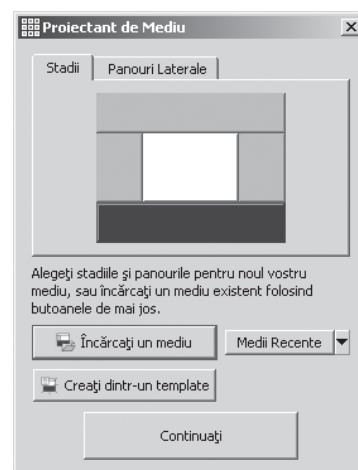 Proiectant de Mediu
Stadii
Panouri Laterale
Alegeţi stadiile şi panourile pentru noul vostru
mediu, sau încărcaţi un mediu existent folosind
butoanele de mai jos.
Încărcaţi un mediu
Medii Recente
Creaţi dintr-un template
Continuaţi